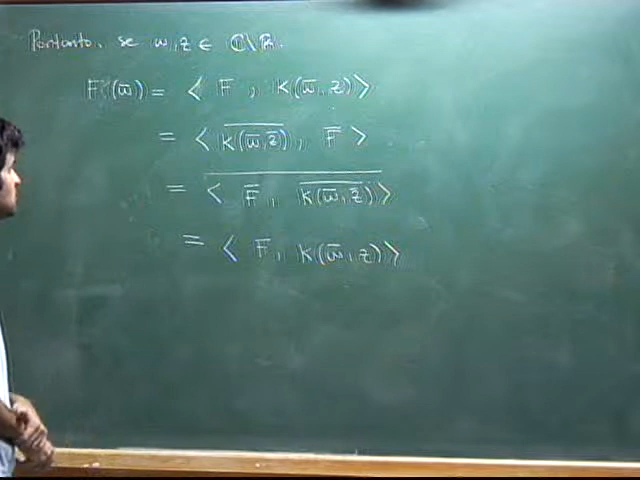 Portanto, se w, z ∈ ℂ\ℝ.
F(w̅) = < F , K(w̅, z) >
= < \overline{K(w̅, z̅)} , F̅ >
= \overline{< F̅ , \overline{K(w̅, z̅)} >}
= < F , K(w̅, z) >